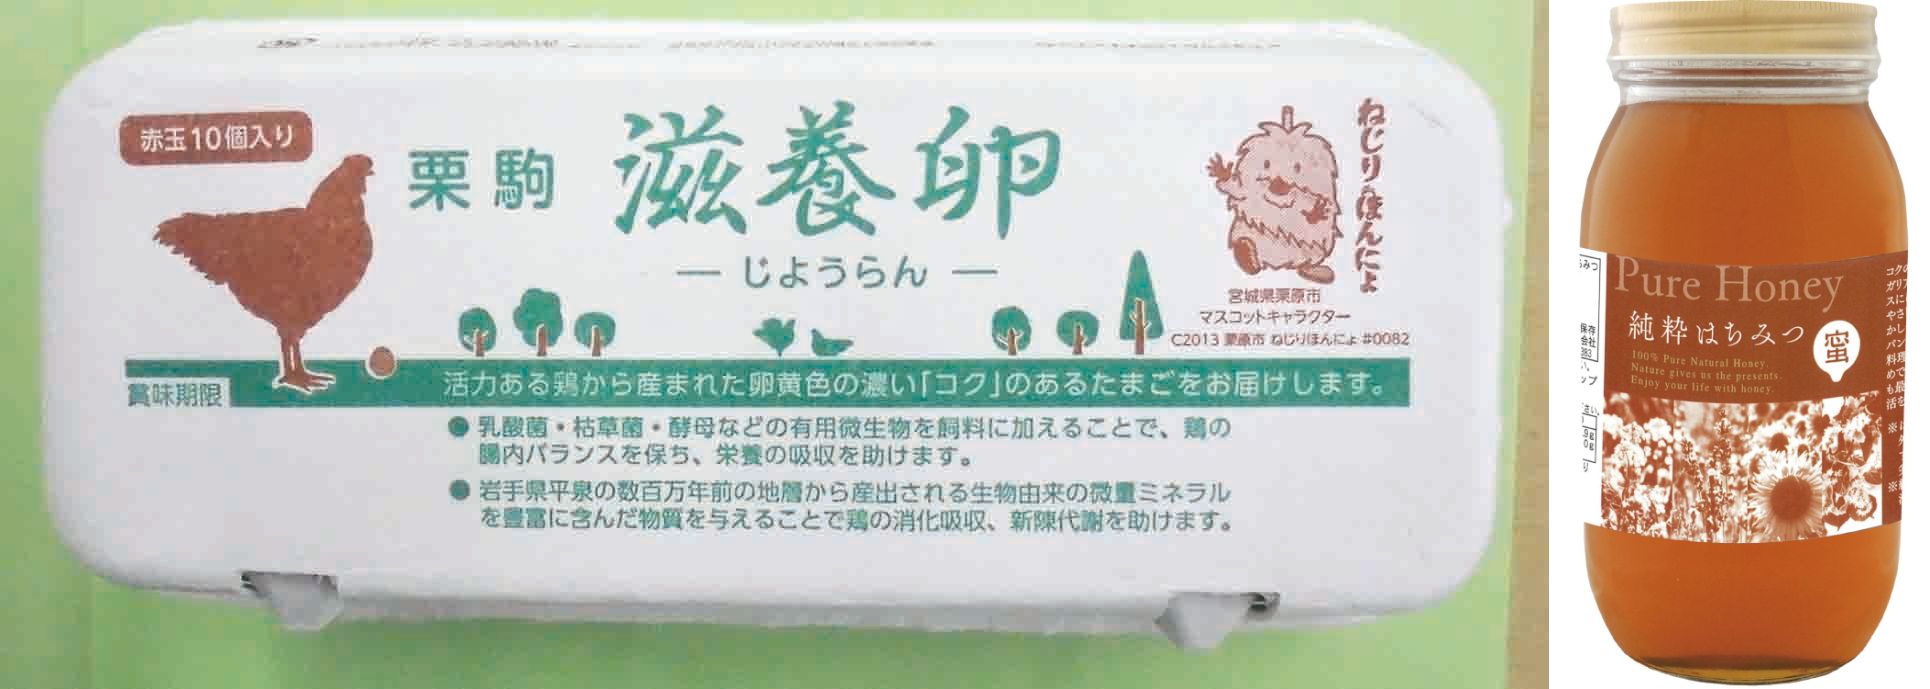 赤玉10個入り
栗駒 滋養卵
― じようらん ―
ねじりほんにょ
宮城県栗原市
マスコットキャラクター
C2013 栗原市 ねじりほんにょ #0082
賞味期限
活力ある鶏から産まれた卵黄色の濃い「コク」のあるたまごをお届けします。
●乳酸菌・枯草菌・酵母などの有用微生物を飼料に加えることで、鶏の
腸内バランスを保ち、栄養の吸収を助けます。
●岩手県平泉の数百万年前の地層から産出される生物由来の微量ミネラル
を豊富に含んだ物質を与えることで鶏の消化吸収、新陳代謝を助けます。
Pure Honey
純粋はちみつ
蜜
100% Pure Natural Honey.
Nature gives us the presents.
Enjoy your life with honey.